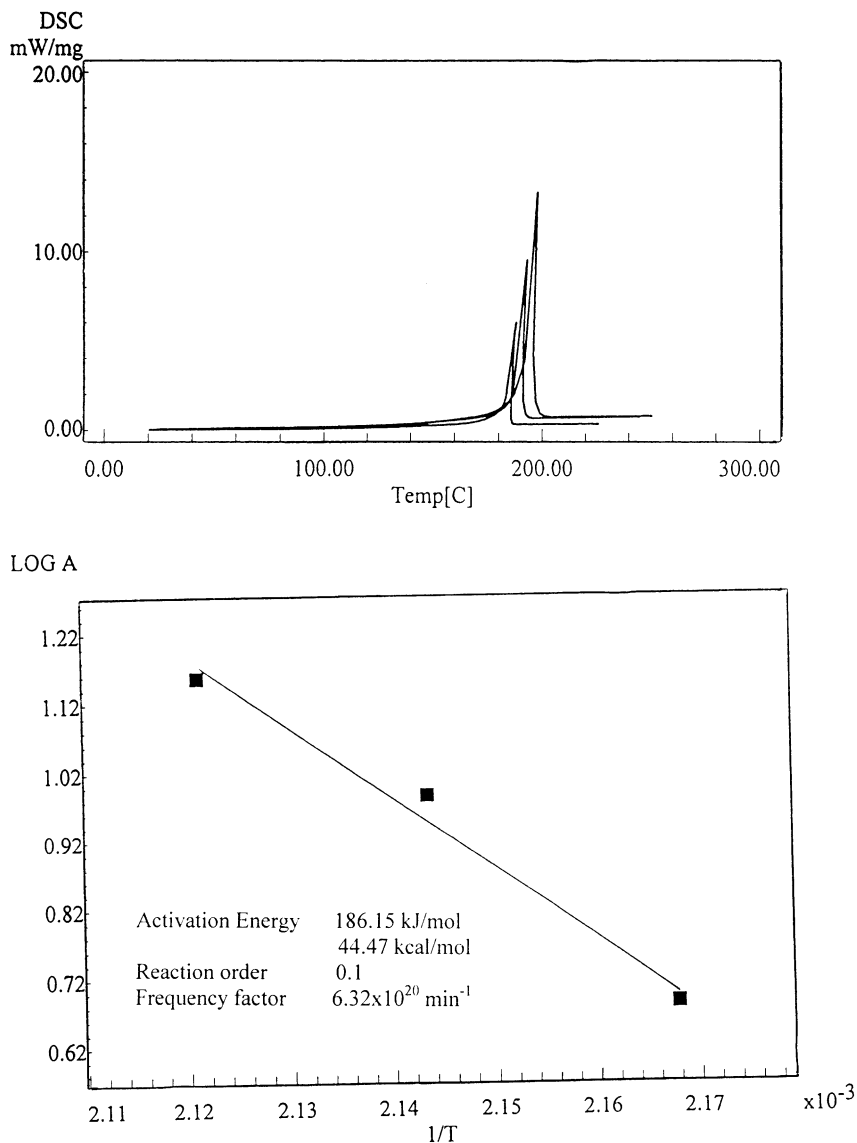 DSC
mW/mg
20.00
10.00
0.00
0.00 100.00 200.00 300.00
Temp[C]
LOG A
1.22
1.12
1.02
0.92
0.82
0.72
0.62
Activation Energy 186.15 kJ/mol
44.47 kcal/mol
Reaction order 0.1
Frequency factor 6.32x10²⁰ min⁻¹
2.11 2.12 2.13 2.14 2.15 2.16 2.17 x10⁻³
1/T